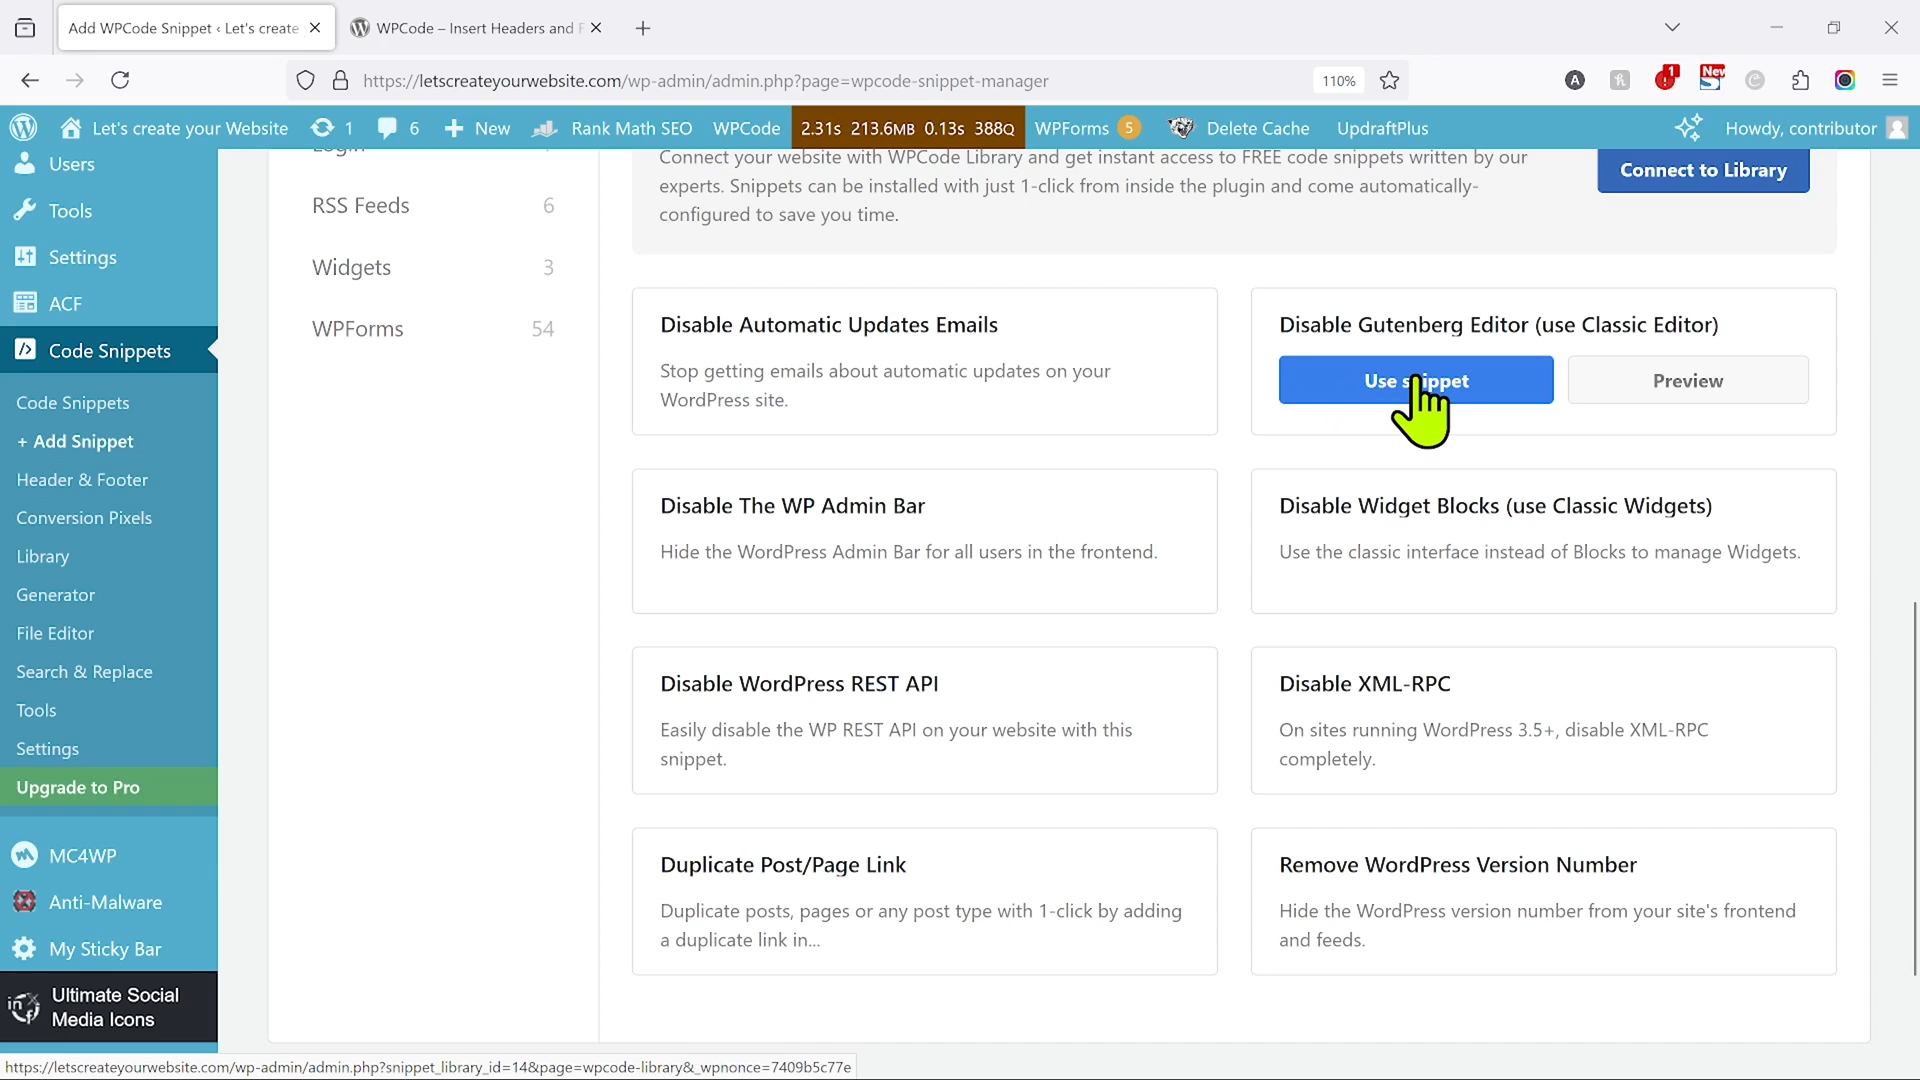 Add WPCode Snippet ‹ Let's create
WPCode – Insert Headers and F
https://letscreateyourwebsite.com/wp-admin/admin.php?page=wpcode-snippet-manager
110%
A
1
New
Let's create your Website
1
6
New
Rank Math SEO
WPCode
2.31s 213.6MB 0.13s 388Q
WPForms 5
Delete Cache
UpdraftPlus
Howdy, contributor
Users
Tools
Settings
ACF
Code Snippets
Code Snippets
+ Add Snippet
Header & Footer
Conversion Pixels
Library
Generator
File Editor
Search & Replace
Tools
Settings
Upgrade to Pro
MC4WP
Anti-Malware
My Sticky Bar
Ultimate Social
Media Icons
Login
RSS Feeds 6
Widgets 3
WPForms 54
Connect your website with WPCode Library and get instant access to FREE code snippets written by our
experts. Snippets can be installed with just 1-click from inside the plugin and come automatically-
configured to save you time.
Connect to Library
Disable Automatic Updates Emails
Stop getting emails about automatic updates on your
WordPress site.
Disable Gutenberg Editor (use Classic Editor)
Use snippet
Preview
Disable The WP Admin Bar
Hide the WordPress Admin Bar for all users in the frontend.
Disable Widget Blocks (use Classic Widgets)
Use the classic interface instead of Blocks to manage Widgets.
Disable WordPress REST API
Easily disable the WP REST API on your website with this
snippet.
Disable XML-RPC
On sites running WordPress 3.5+, disable XML-RPC
completely.
Duplicate Post/Page Link
Duplicate posts, pages or any post type with 1-click by adding
a duplicate link in...
Remove WordPress Version Number
Hide the WordPress version number from your site's frontend
and feeds.
https://letscreateyourwebsite.com/wp-admin/admin.php?snippet_library_id=14&page=wpcode-library&_wpnonce=7409b5c77e